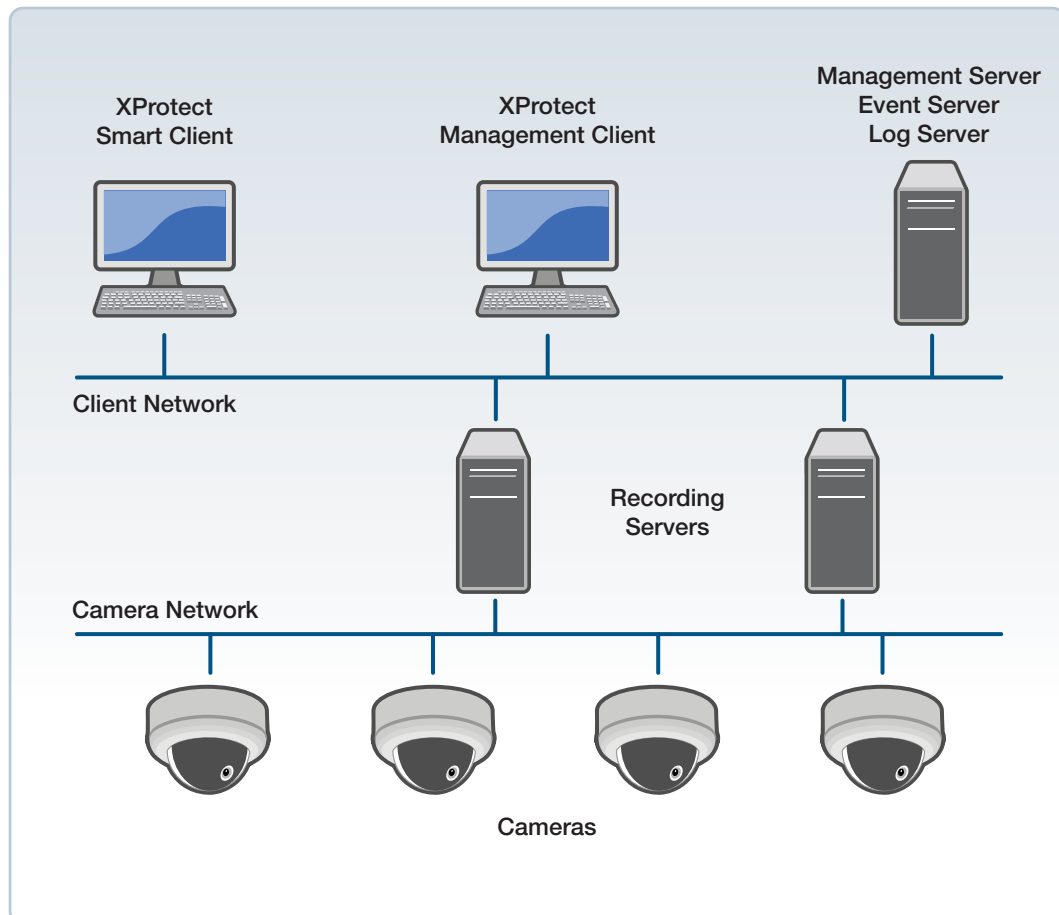 XProtect
Smart Client
XProtect
Management Client
Management Server
Event Server
Log Server
Client Network
Recording
Servers
Camera Network
Cameras